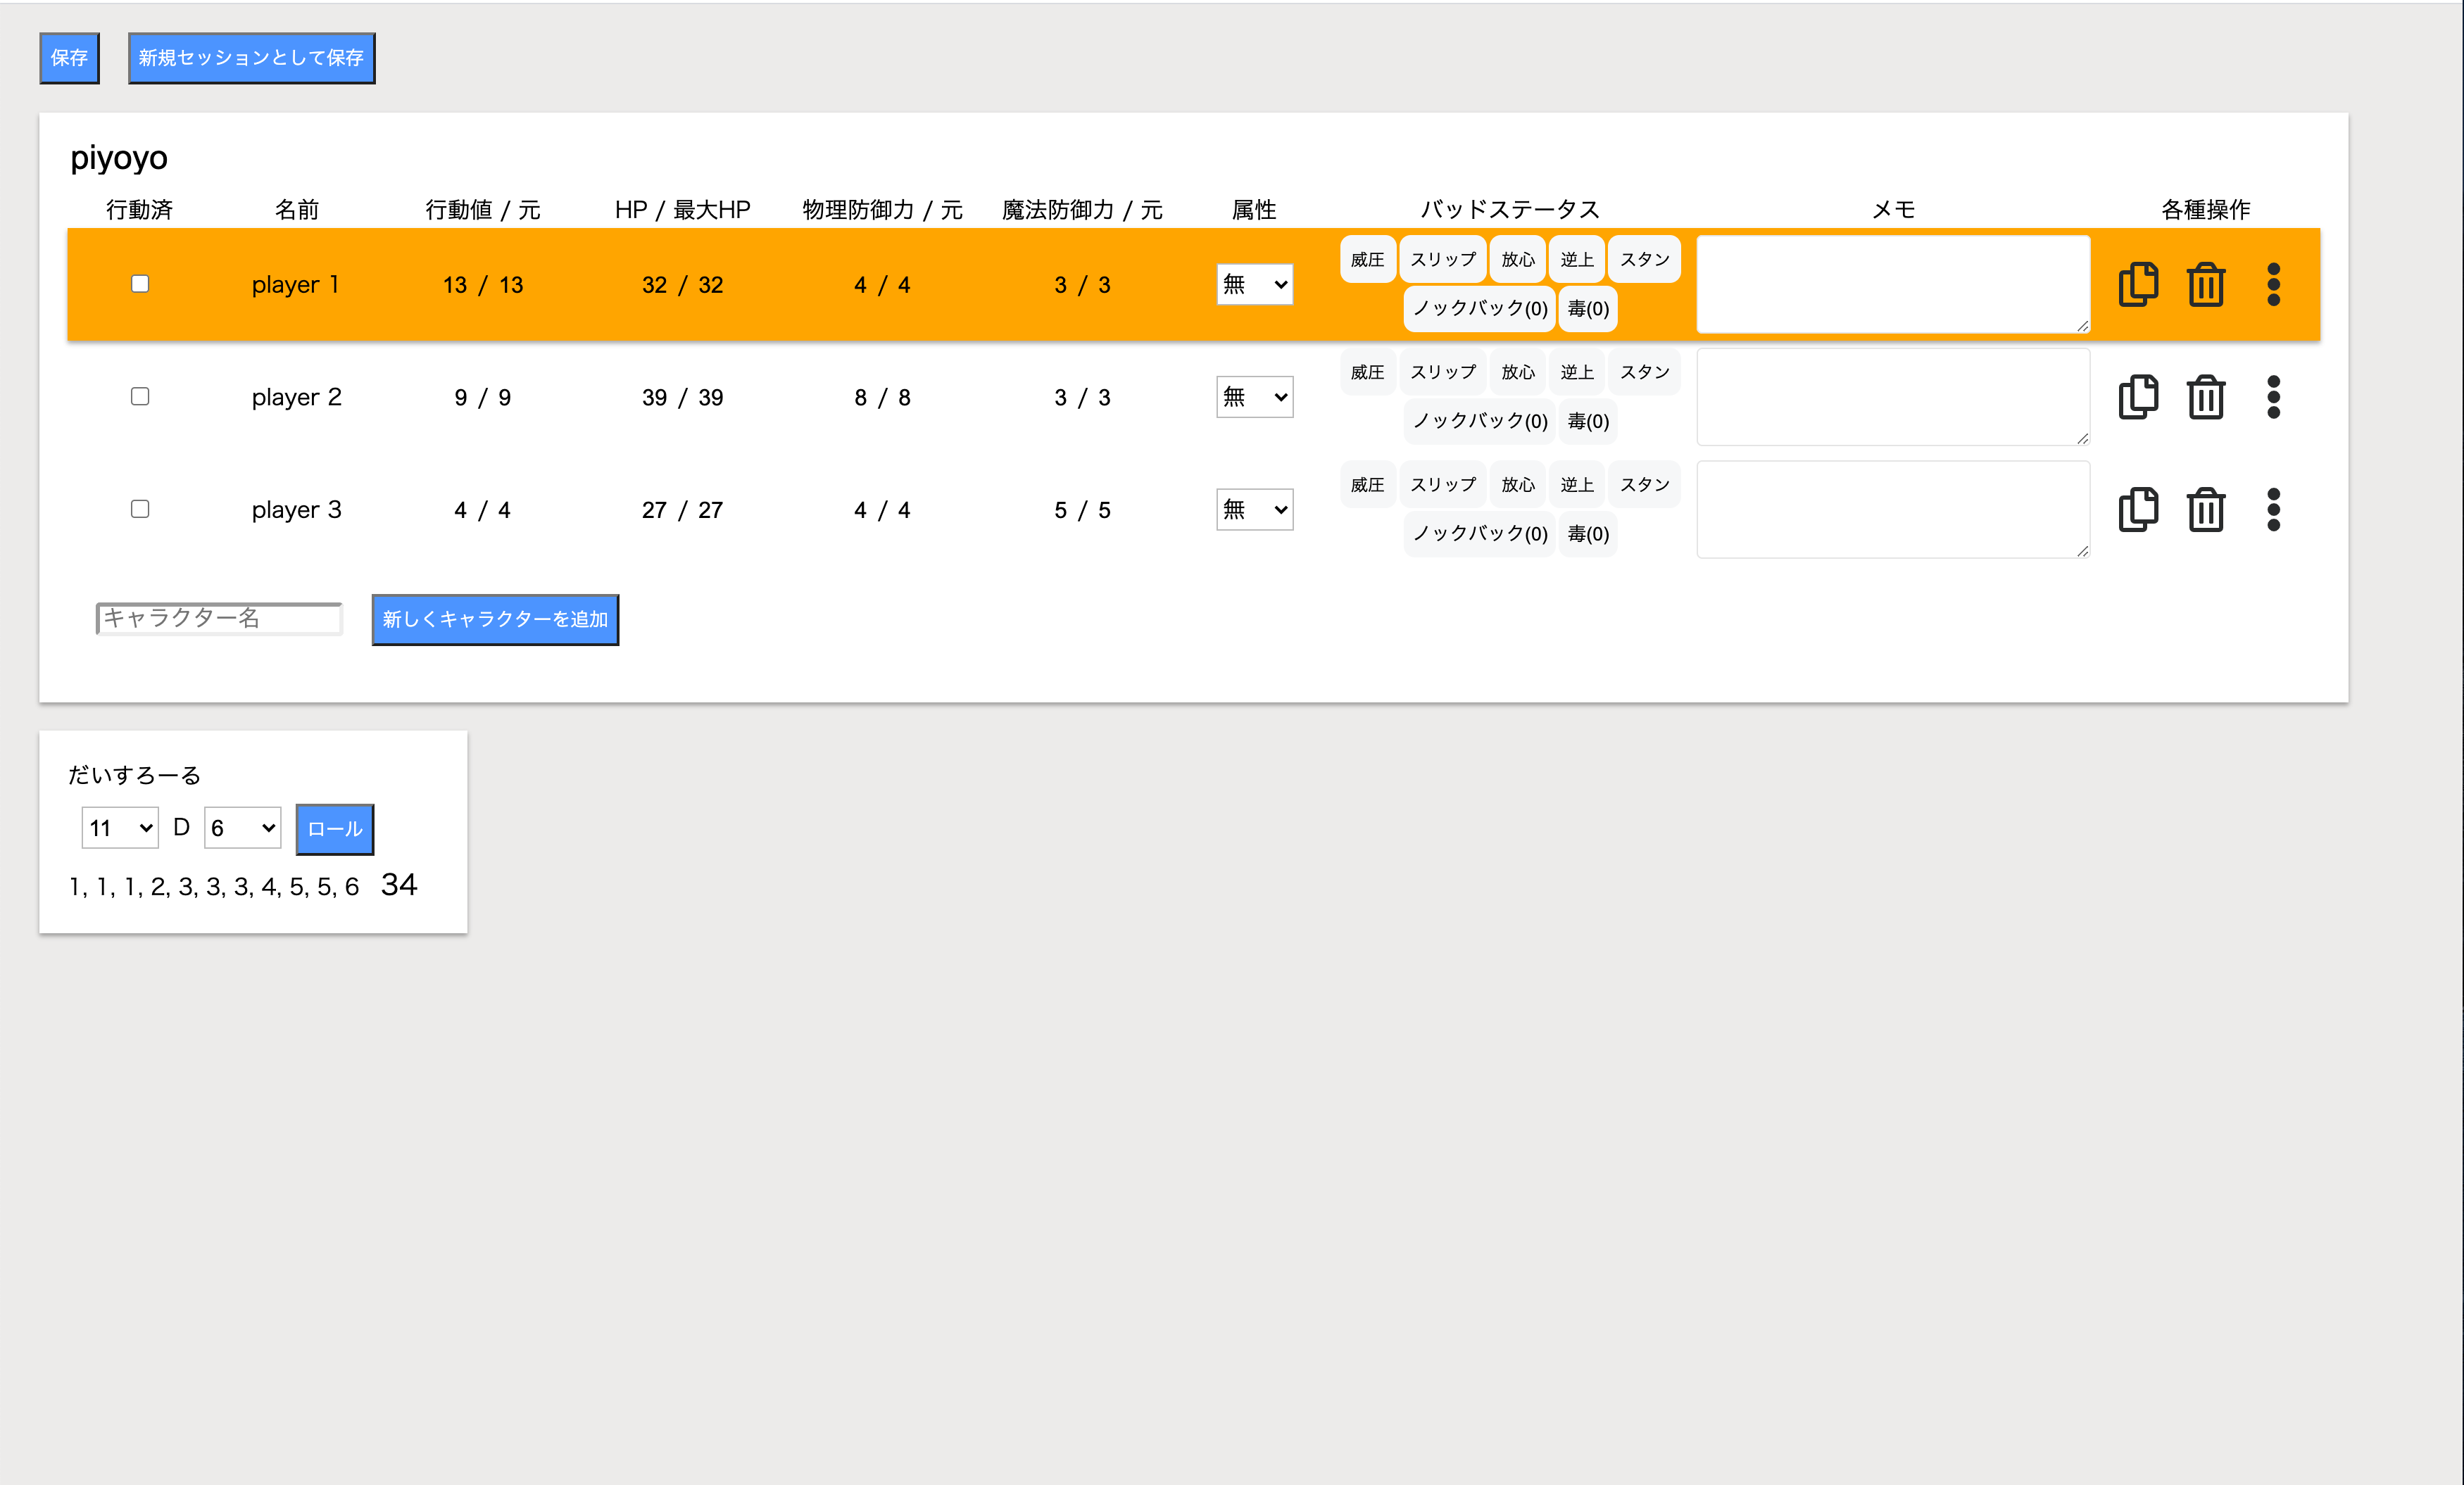 保存 新規セッションとして保存
piyoyo
行動済 名前 行動値 / 元 HP / 最大HP 物理防御力 / 元 魔法防御力 / 元 属性 バッドステータス メモ 各種操作
player 1 13 / 13 32 / 32 4 / 4 3 / 3 無 威圧 スリップ 放心 逆上 スタン
ノックバック(0) 毒(0)
player 2 9 / 9 39 / 39 8 / 8 3 / 3 無 威圧 スリップ 放心 逆上 スタン
ノックバック(0) 毒(0)
player 3 4 / 4 27 / 27 4 / 4 5 / 5 無 威圧 スリップ 放心 逆上 スタン
ノックバック(0) 毒(0)
キャラクター名 新しくキャラクターを追加
だいすろーる
11 D 6 ロール
1, 1, 1, 2, 3, 3, 3, 4, 5, 5, 6 34